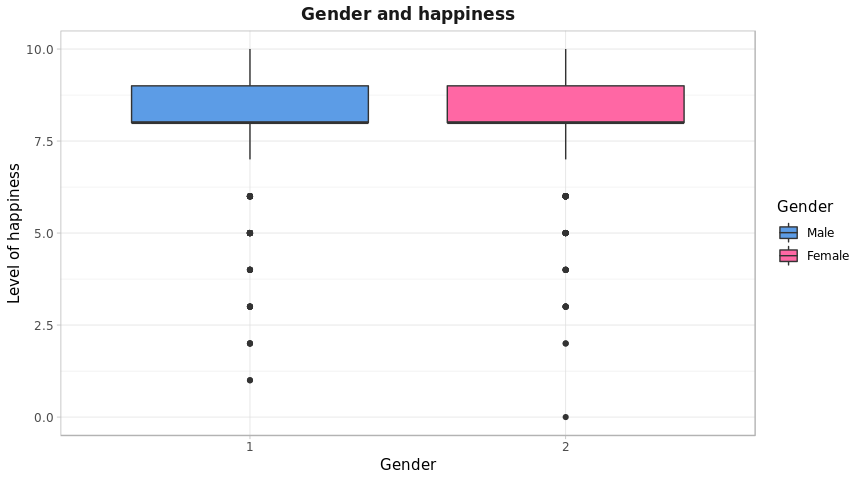 Gender and happiness
Level of happiness
10.0
7.5
5.0
2.5
0.0
1
2
Gender
Gender
Male
Female